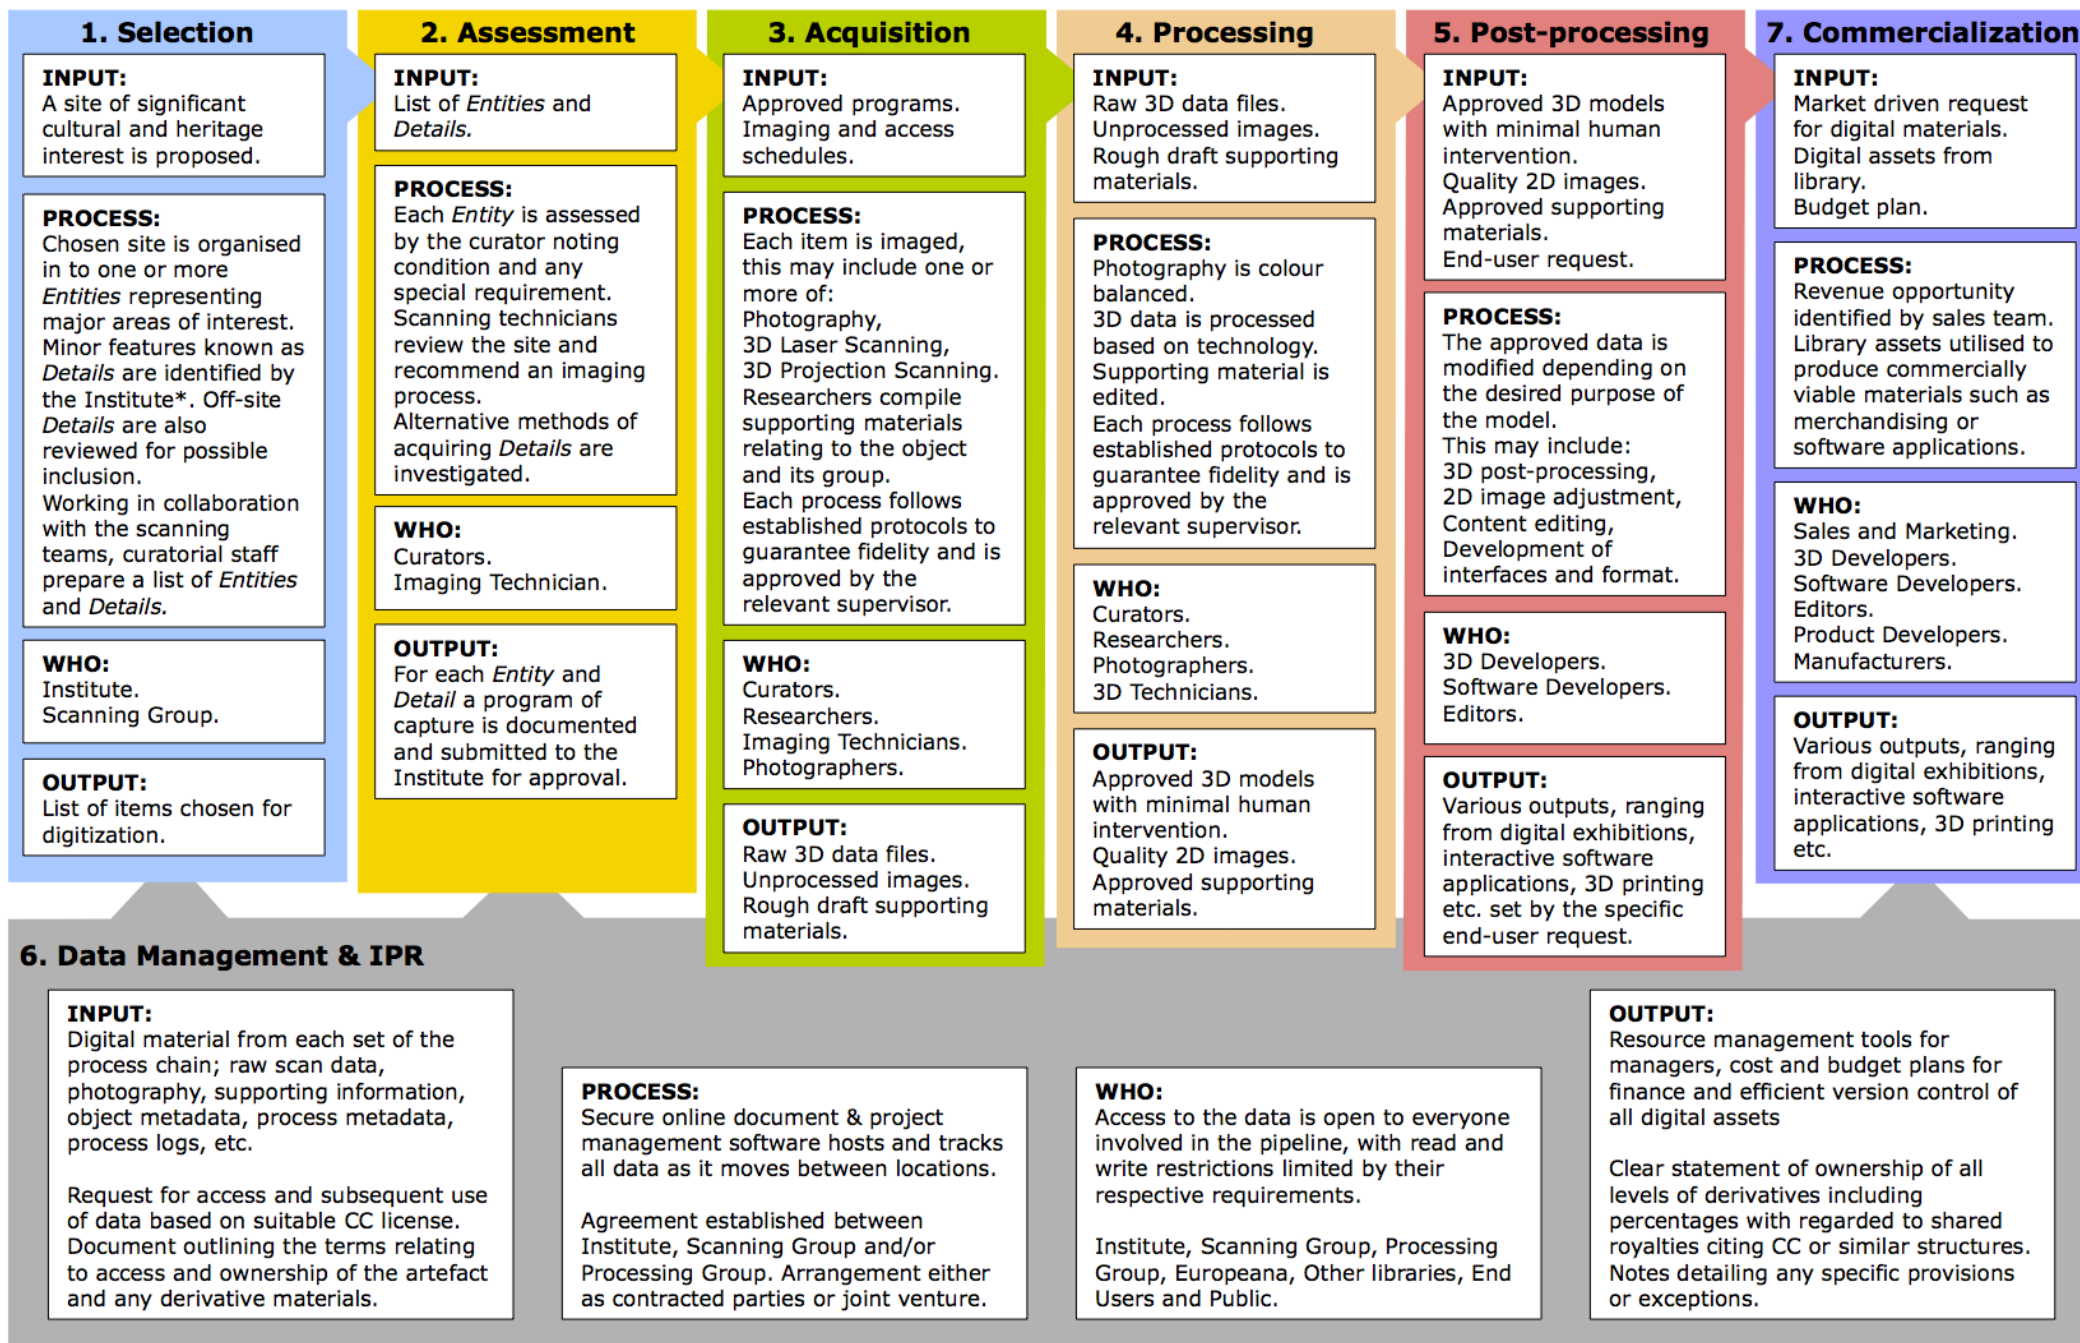 1. Selection
INPUT:
A site of significant
cultural and heritage
interest is proposed.
PROCESS:
Chosen site is organised
in to one or more
Entities representing
major areas of interest.
Minor features known as
Details are identified by
the Institute*. Off-site
Details are also
reviewed for possible
inclusion.
Working in collaboration
with the scanning
teams, curatorial staff
prepare a list of Entities
and Details.
WHO:
Institute.
Scanning Group.
OUTPUT:
List of items chosen for
digitization.
2. Assessment
INPUT:
List of Entities and
Details.
PROCESS:
Each Entity is assessed
by the curator noting
condition and any
special requirement.
Scanning technicians
review the site and
recommend an imaging
process.
Alternative methods of
acquiring Details are
investigated.
WHO:
Curators.
Imaging Technician.
OUTPUT:
For each Entity and
Detail a program of
capture is documented
and submitted to the
Institute for approval.
3. Acquisition
INPUT:
Approved programs.
Imaging and access
schedules.
PROCESS:
Each item is imaged,
this may include one or
more of:
Photography,
3D Laser Scanning,
3D Projection Scanning.
Researchers compile
supporting materials
relating to the object
and its group.
Each process follows
established protocols to
guarantee fidelity and is
approved by the
relevant supervisor.
WHO:
Curators.
Researchers.
Imaging Technicians.
Photographers.
OUTPUT:
Raw 3D data files.
Unprocessed images.
Rough draft supporting
materials.
4. Processing
INPUT:
Raw 3D data files.
Unprocessed images.
Rough draft supporting
materials.
PROCESS:
Photography is colour
balanced.
3D data is processed
based on technology.
Supporting material is
edited.
Each process follows
established protocols to
guarantee fidelity and is
approved by the
relevant supervisor.
WHO:
Curators.
Researchers.
Photographers.
3D Technicians.
OUTPUT:
Approved 3D models
with minimal human
intervention.
Quality 2D images.
Approved supporting
materials.
5. Post-processing
INPUT:
Approved 3D models
with minimal human
intervention.
Quality 2D images.
Approved supporting
materials.
End-user request.
PROCESS:
The approved data is
modified depending on
the desired purpose of
the model.
This may include:
3D post-processing,
2D image adjustment,
Content editing,
Development of
interfaces and format.
WHO:
3D Developers.
Software Developers.
Editors.
OUTPUT:
Various outputs, ranging
from digital exhibitions,
interactive software
applications, 3D printing
etc. set by the specific
end-user request.
7. Commercialization
INPUT:
Market driven request
for digital materials.
Digital assets from
library.
Budget plan.
PROCESS:
Revenue opportunity
identified by sales team.
Library assets utilised to
produce commercially
viable materials such as
merchandising or
software applications.
WHO:
Sales and Marketing.
3D Developers.
Software Developers.
Editors.
Product Developers.
Manufacturers.
OUTPUT:
Various outputs, ranging
from digital exhibitions,
interactive software
applications, 3D printing
etc.
6. Data Management & IPR
INPUT:
Digital material from each set of the
process chain; raw scan data,
photography, supporting information,
object metadata, process metadata,
process logs, etc.
Request for access and subsequent use
of data based on suitable CC license.
Document outlining the terms relating
to access and ownership of the artefact
and any derivative materials.
PROCESS:
Secure online document & project
management software hosts and tracks
all data as it moves between locations.
Agreement established between
Institute, Scanning Group and/or
Processing Group. Arrangement either
as contracted parties or joint venture.
WHO:
Access to the data is open to everyone
involved in the pipeline, with read and
write restrictions limited by their
respective requirements.
Institute, Scanning Group, Processing
Group, Europeana, Other libraries, End
Users and Public.
OUTPUT:
Resource management tools for
managers, cost and budget plans for
finance and efficient version control of
all digital assets
Clear statement of ownership of all
levels of derivatives including
percentages with regarded to shared
royalties citing CC or similar structures.
Notes detailing any specific provisions
or exceptions.